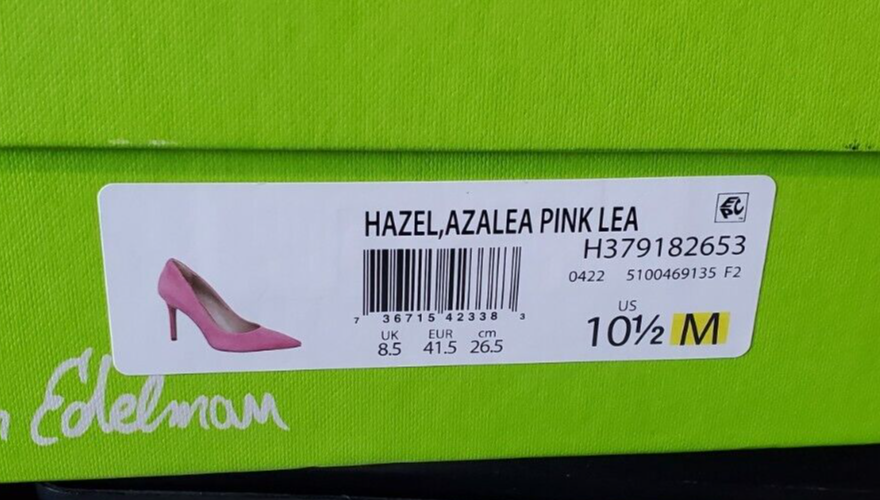 HAZEL,AZALEA PINK LEA
EPC
H379182653
0422 5100469135 F2
7 36715 42338 3
UK EUR cm
8.5 41.5 26.5
US
10½ M
Edelman